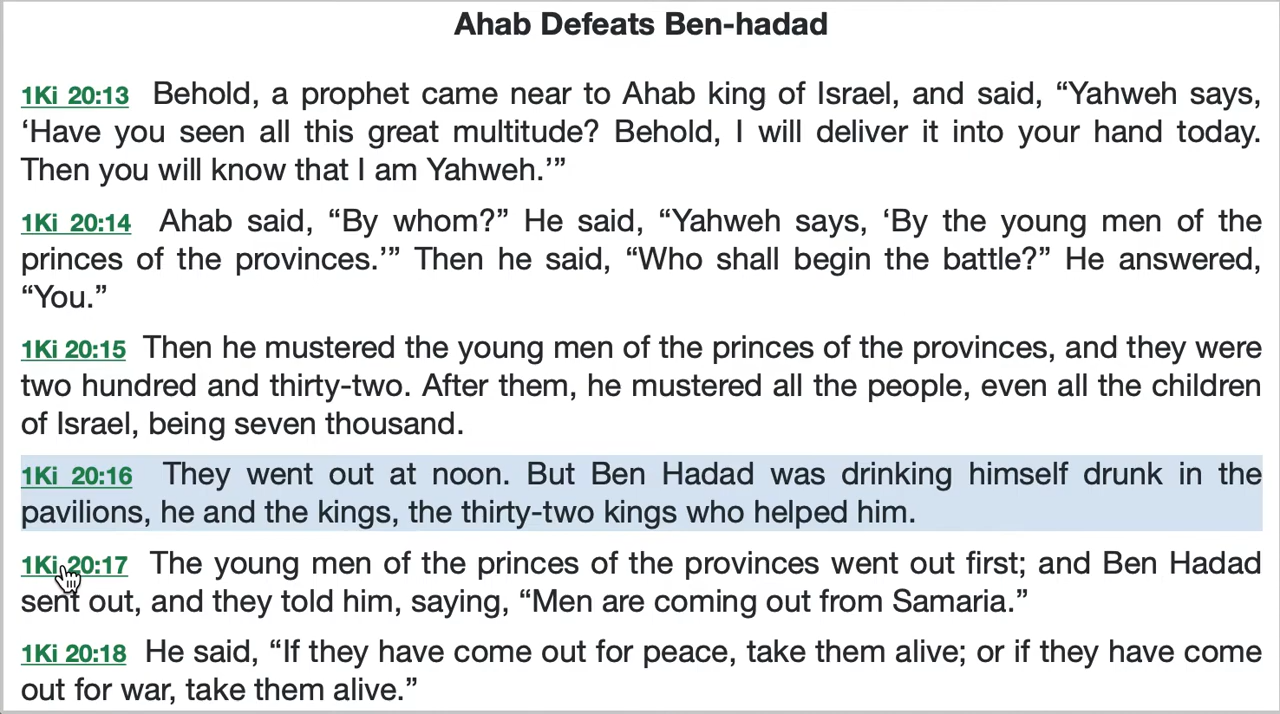 Ahab Defeats Ben-hadad
1Ki 20:13 Behold, a prophet came near to Ahab king of Israel, and said, “Yahweh says,
‘Have you seen all this great multitude? Behold, I will deliver it into your hand today.
Then you will know that I am Yahweh.’”
1Ki 20:14 Ahab said, “By whom?” He said, “Yahweh says, ‘By the young men of the
princes of the provinces.’” Then he said, “Who shall begin the battle?” He answered,
“You.”
1Ki 20:15 Then he mustered the young men of the princes of the provinces, and they were
two hundred and thirty-two. After them, he mustered all the people, even all the children
of Israel, being seven thousand.
1Ki 20:16 They went out at noon. But Ben Hadad was drinking himself drunk in the
pavilions, he and the kings, the thirty-two kings who helped him.
1Ki 20:17 The young men of the princes of the provinces went out first; and Ben Hadad
sent out, and they told him, saying, “Men are coming out from Samaria.”
1Ki 20:18 He said, “If they have come out for peace, take them alive; or if they have come
out for war, take them alive.”